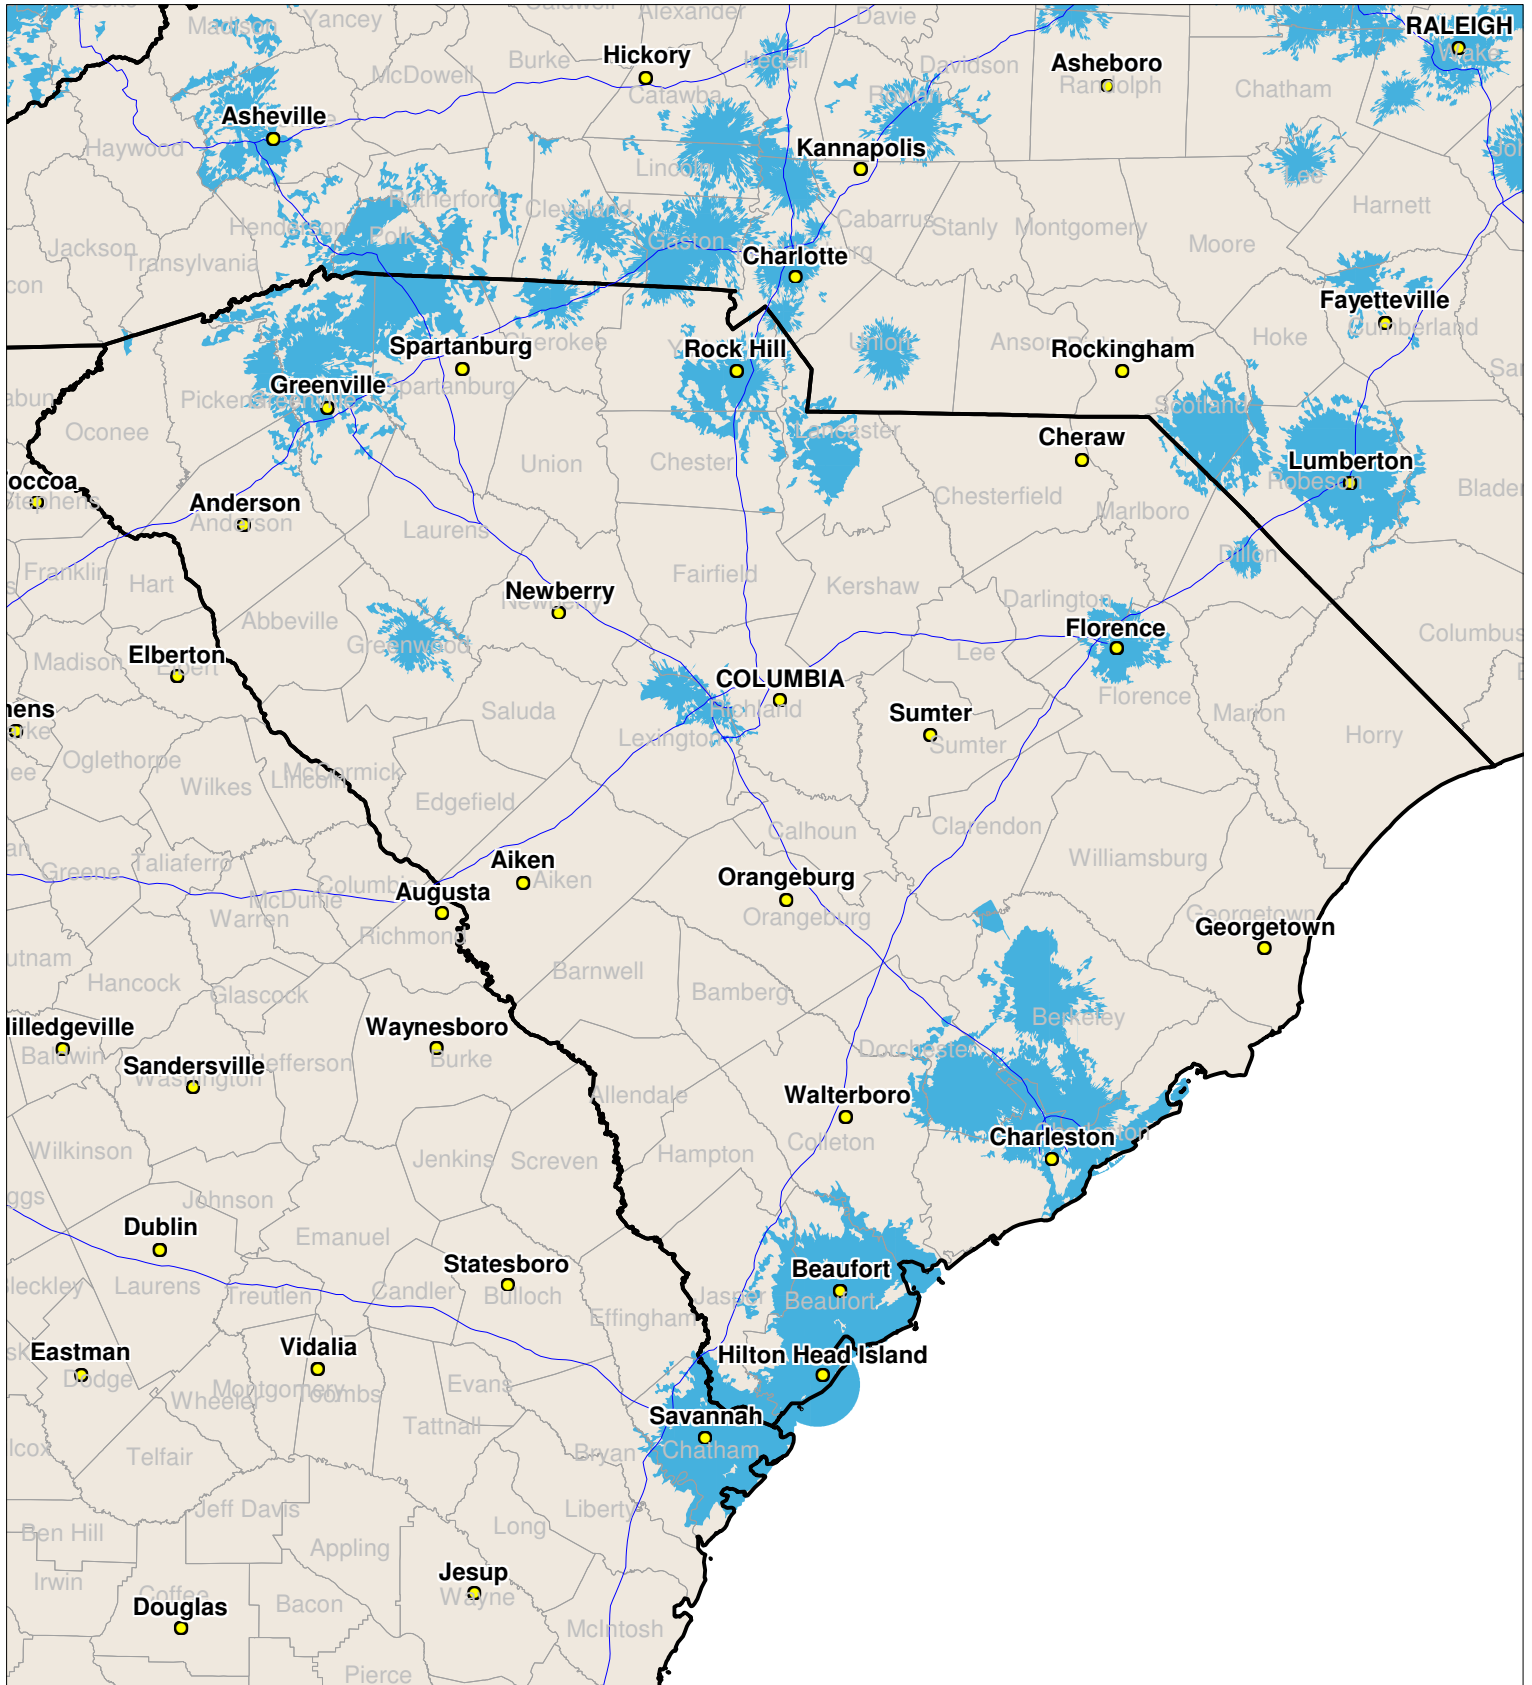 Madison
Yancey
Caldwell
Alexander
Davie
RALEIGH
Wake
Hickory
Burke
McDowell
Catawba
Iredell
Davidson
Rowan
Asheboro
Randolph
Chatham
Asheville
Haywood
Kannapolis
Lincoln
Lee
Rutherford
Cleveland
Henderson
Polk
Gaston
Cabarrus
Stanly
Montgomery
Harnett
Moore
Jackson
Transylvania
Charlotte
Fayetteville
Cumberland
Hoke
Spartanburg
Cherokee
Rock Hill
Union
Anson
Rockingham
Greenville
Spartanburg
Pickens
Greenville
Oconee
Lancaster
Scotland
Cheraw
Union
Chester
Lumberton
Robeson
Stephens
Anderson
Anderson
Chesterfield
Marlboro
Laurens
Dillon
Franklin
Hart
Fairfield
Kershaw
Darlington
Newberry
Newberry
Abbeville
Greenwood
Florence
Columbus
Madison
Elberton
Elbert
Lee
COLUMBIA
Richland
Florence
Saluda
Sumter
Sumter
Marion
Horry
Lexington
Oglethorpe
Wilkes
Lincoln
McCormick
Edgefield
Calhoun
Clarendon
Williamsburg
Greene
Taliaferro
Aiken
Aiken
McDuffie
Columbia
Augusta
Warren
Richmond
Orangeburg
Orangeburg
Georgetown
Georgetown
Hancock
Glascock
Barnwell
Bamberg
Berkeley
Waynesboro
Burke
Baldwin
Sandersville
Washington
Jefferson
Dorchester
Allendale
Walterboro
Colleton
Charleston
Charleston
Wilkinson
Jenkins
Screven
Hampton
Johnson
Dublin
Emanuel
Statesboro
Bulloch
Laurens
Treutlen
Candler
Effingham
Jasper
Beaufort
Beaufort
Eastman
Dodge
Vidalia
Montgomery
Toombs
Wheeler
Evans
Hilton Head Island
Tattnall
Savannah
Chatham
Bryan
Telfair
Jeff Davis
Liberty
Long
Ben Hill
Appling
Irwin
Coffee
Douglas
Bacon
Jesup
Wayne
McIntosh
Pierce